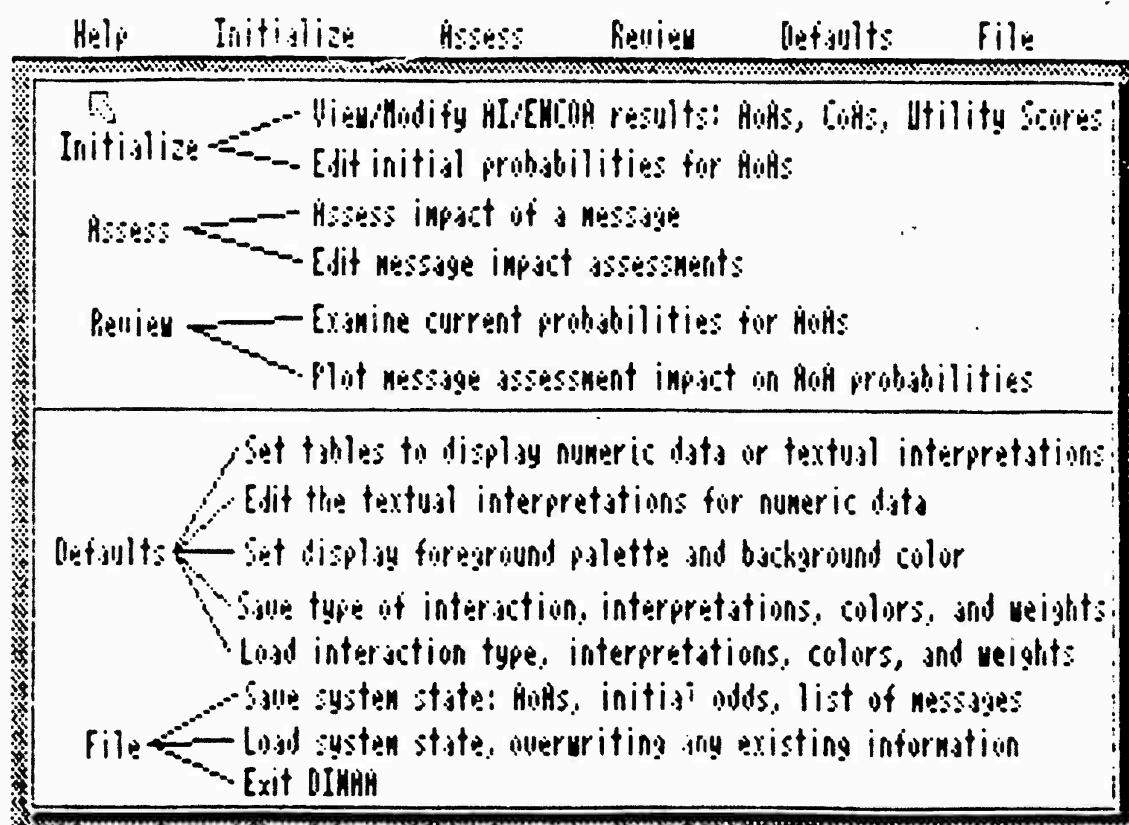 Help Initialize Assess Review Defaults File
View/Modify AI/ENCOA results: AoAs, CoAs, Utility Scores
Initialize
Edit initial probabilities for AoAs
Assess impact of a message
Assess
Edit message impact assessments
Review
Examine current probabilities for AoAs
Plot message assessment impact on AoA probabilities
Set tables to display numeric data or textual interpretations
Edit the textual interpretations for numeric data
Defaults
Set display foreground palette and background color
Save type of interaction, interpretations, colors, and weights
Load interaction type, interpretations, colors, and weights
Save system state: AoAs, initial odds, list of messages
File
Load system state, overwriting any existing information
Exit DIMAA